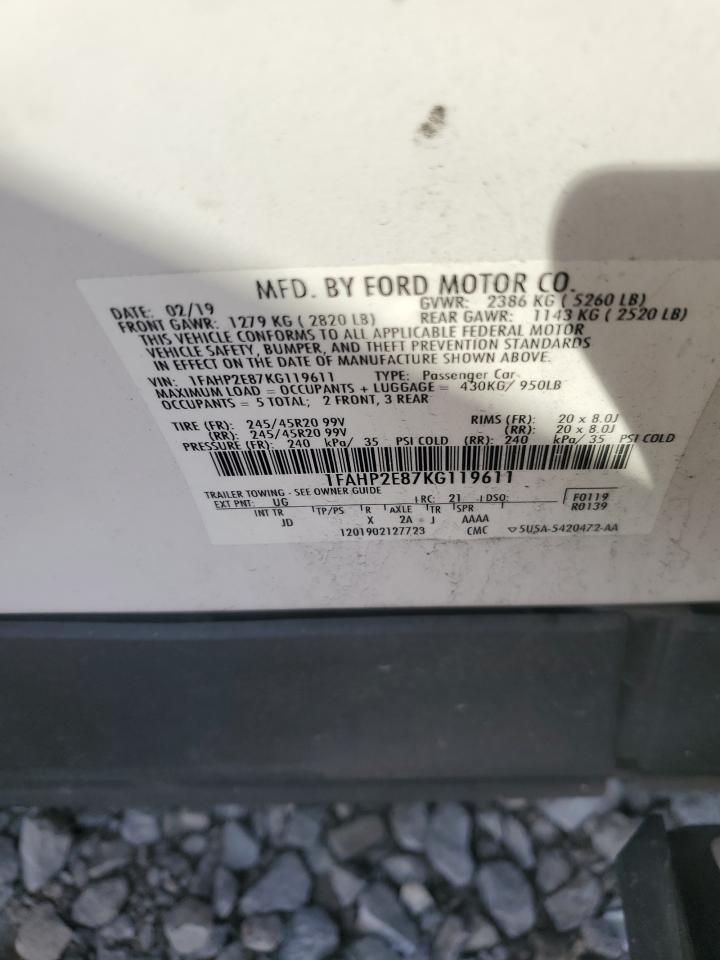 MFD. BY FORD MOTOR CO.
DATE: 02/19 GVWR: 2386 KG ( 5260 LB)
FRONT GAWR: 1279 KG ( 2820 LB) REAR GAWR: 1143 KG ( 2520 LB)
THIS VEHICLE CONFORMS TO ALL APPLICABLE FEDERAL MOTOR
VEHICLE SAFETY, BUMPER, AND THEFT PREVENTION STANDARDS
IN EFFECT ON THE DATE OF MANUFACTURE SHOWN ABOVE.
VIN: 1FAHP2E87KG119611 TYPE: Passenger Car
MAXIMUM LOAD = OCCUPANTS + LUGGAGE = 430KG/ 950LB
OCCUPANTS = 5 TOTAL; 2 FRONT, 3 REAR
TIRE (FR): 245/45R20 99V RIMS (FR): 20 x 8.0J
(RR): 245/45R20 99V (RR): 20 x 8.0J
PRESSURE (FR): 240 kPa/ 35 PSI COLD (RR): 240 kPa/ 35 PSI COLD
1FAHP2E87KG119611
TRAILER TOWING - SEE OWNER GUIDE
EXT PNT: UG RC: 21 DSO: F0119
INT TR TP/PS R AXLE TR SPR R0139
JD X 2A J AAAA
1201902127723 CMC 5U5A-5420472-AA